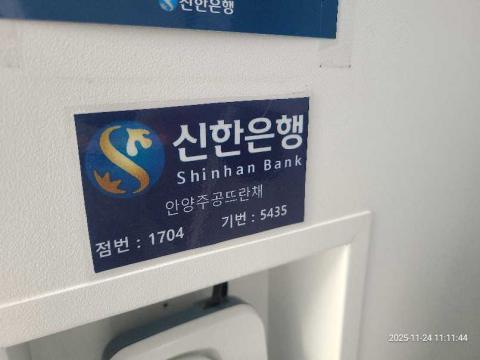 신한은행
신한은행
Shinhan Bank
안양주공뜨란채
점번 : 1704 기번 : 5435
2025-11-24 11:11:44